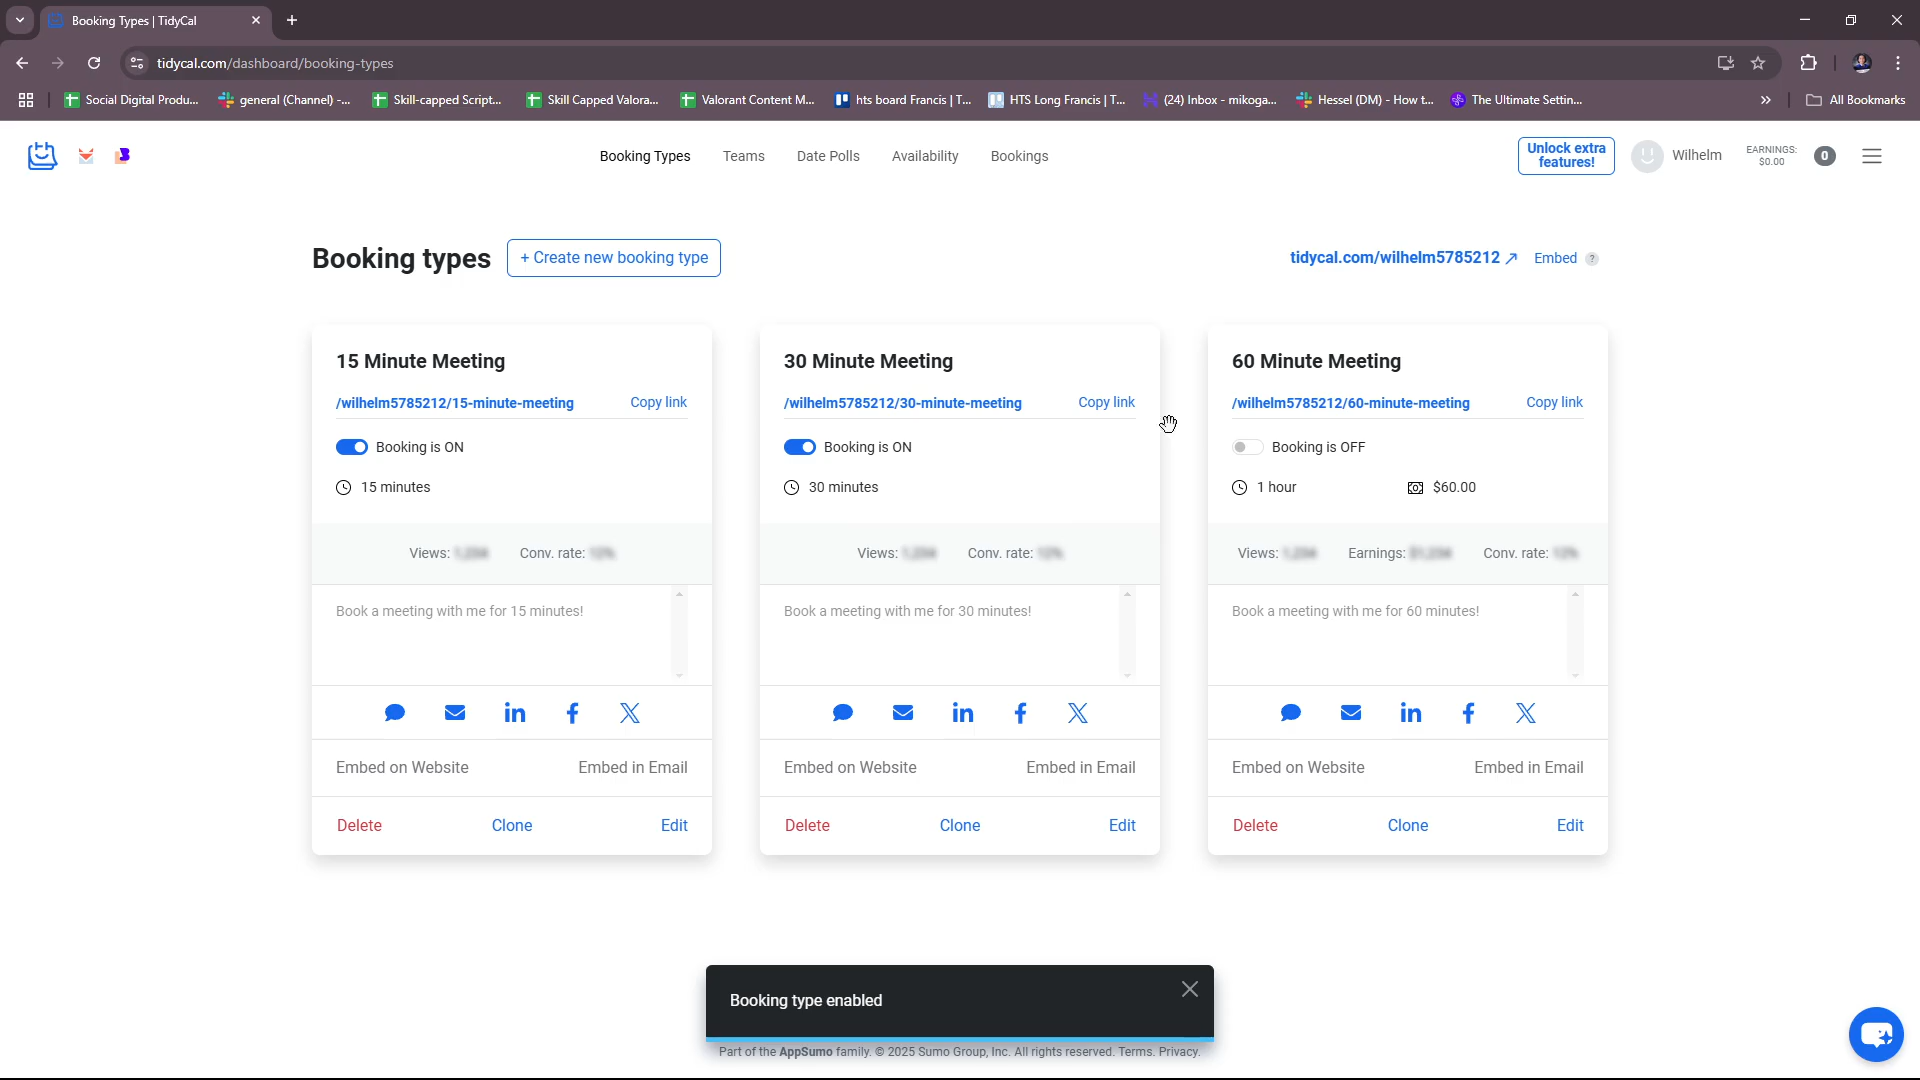 Booking Types | TidyCal
tidycal.com/dashboard/booking-types
Social Digital Produ...
general (Channel) -...
Skill-capped Script...
Skill Capped Valora...
Valorant Content M...
hts board Francis | T...
HTS Long Francis | T...
(24) Inbox - mikoga...
Hessel (DM) - How t...
The Ultimate Settin...
All Bookmarks
Booking Types
Teams
Date Polls
Availability
Bookings
Unlock extra
features!
Wilhelm
EARNINGS:
$0.00
0
Booking types
+ Create new booking type
tidycal.com/wilhelm5785212
Embed
?
15 Minute Meeting
/wilhelm5785212/15-minute-meeting
Copy link
Booking is ON
15 minutes
Views:
Conv. rate:
Book a meeting with me for 15 minutes!
Embed on Website
Embed in Email
Delete
Clone
Edit
30 Minute Meeting
/wilhelm5785212/30-minute-meeting
Copy link
Booking is ON
30 minutes
Views:
Conv. rate:
Book a meeting with me for 30 minutes!
Embed on Website
Embed in Email
Delete
Clone
Edit
60 Minute Meeting
/wilhelm5785212/60-minute-meeting
Copy link
Booking is OFF
1 hour
$60.00
Views:
Earnings:
Conv. rate:
Book a meeting with me for 60 minutes!
Embed on Website
Embed in Email
Delete
Clone
Edit
Booking type enabled
Part of the AppSumo family. © 2025 Sumo Group, Inc. All rights reserved. Terms. Privacy.